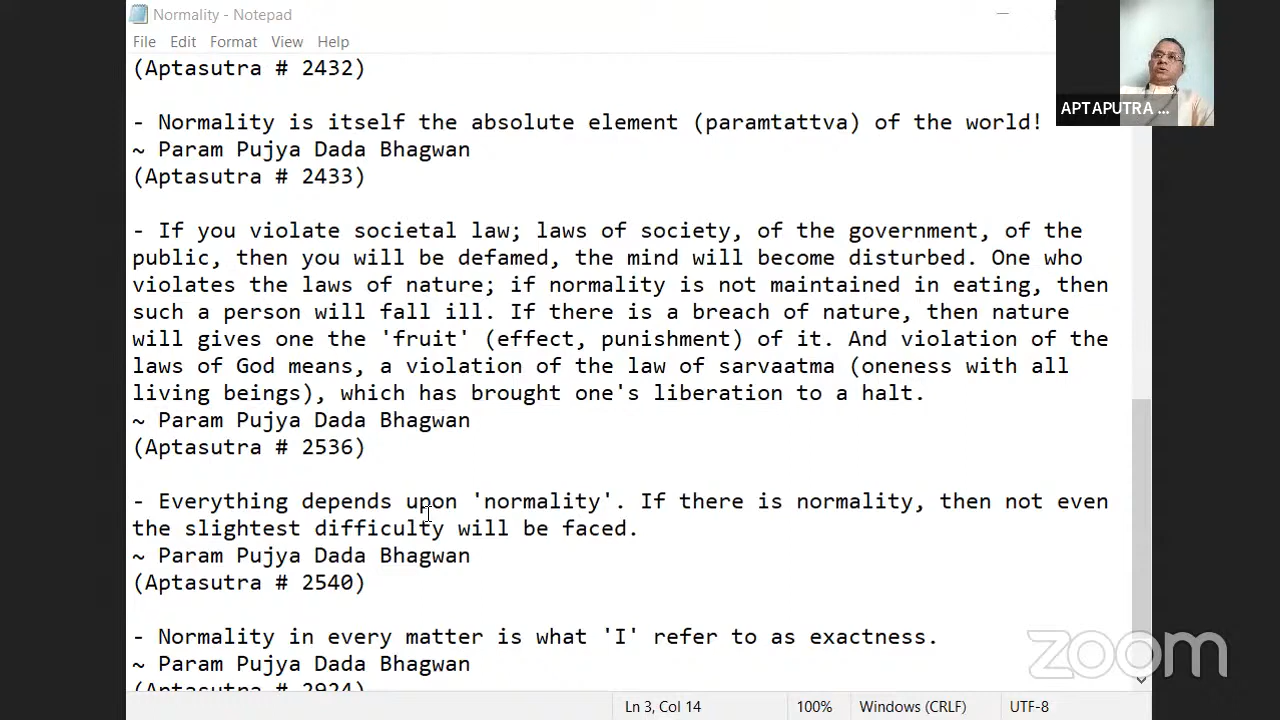 Normality - Notepad
File Edit Format View Help
(Aptasutra # 2432)
- Normality is itself the absolute element (paramtattva) of the world!
~ Param Pujya Dada Bhagwan
(Aptasutra # 2433)
- If you violate societal law; laws of society, of the government, of the
public, then you will be defamed, the mind will become disturbed. One who
violates the laws of nature; if normality is not maintained in eating, then
such a person will fall ill. If there is a breach of nature, then nature
will gives one the 'fruit' (effect, punishment) of it. And violation of the
laws of God means, a violation of the law of sarvaatma (oneness with all
living beings), which has brought one's liberation to a halt.
~ Param Pujya Dada Bhagwan
(Aptasutra # 2536)
- Everything depends upon 'normality'. If there is normality, then not even
the slightest difficulty will be faced.
~ Param Pujya Dada Bhagwan
(Aptasutra # 2540)
- Normality in every matter is what 'I' refer to as exactness.
~ Param Pujya Dada Bhagwan
(Aptasutra # 2924)
Ln 3, Col 14 100% Windows (CRLF) UTF-8
APTAPUTRA ...
zoom